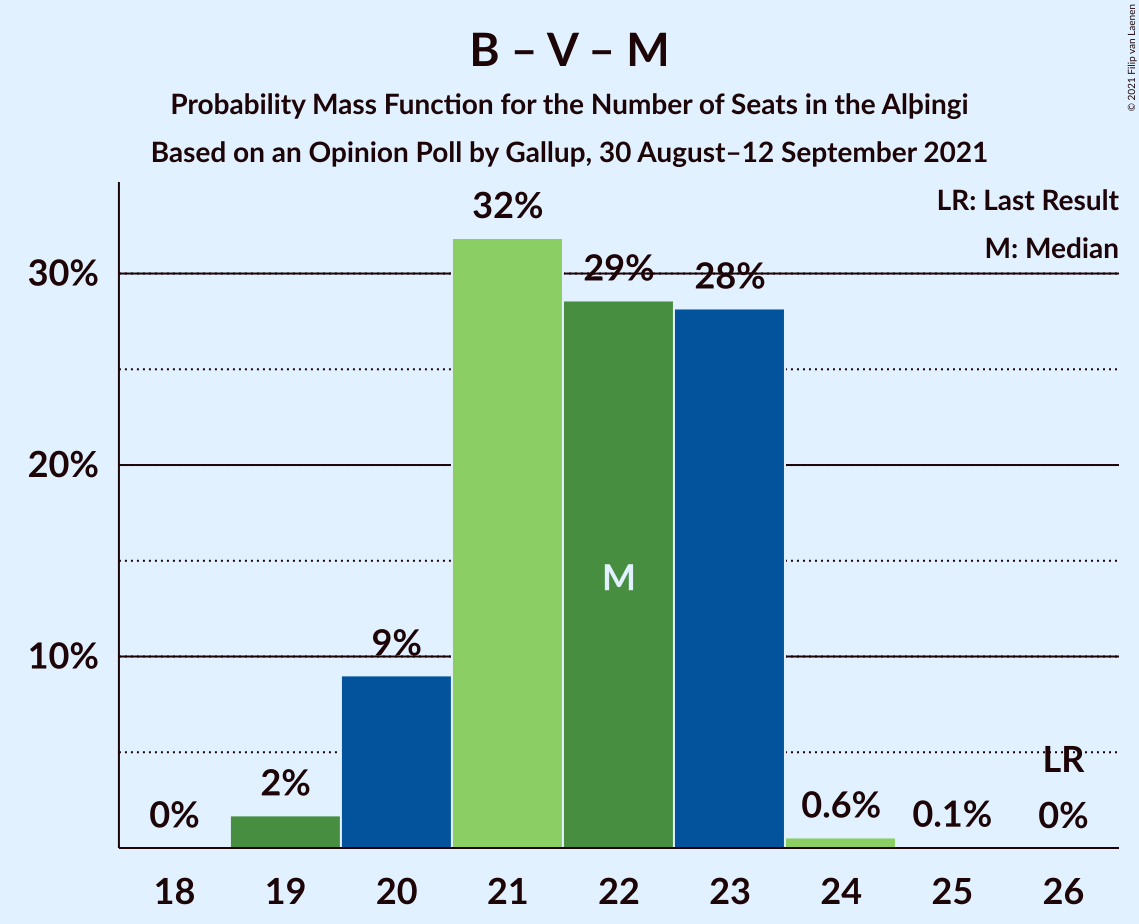 B – V – M
Probability Mass Function for the Number of Seats in the Alþingi
Based on an Opinion Poll by Gallup, 30 August–12 September 2021
© 2021 Filip van Laenen
LR: Last Result
M: Median
32%
29%
28%
30%
20%
M
9%
10%
LR
0%
2%
0.6%
0.1%
0%
18 19 20 21 22 23 24 25 26